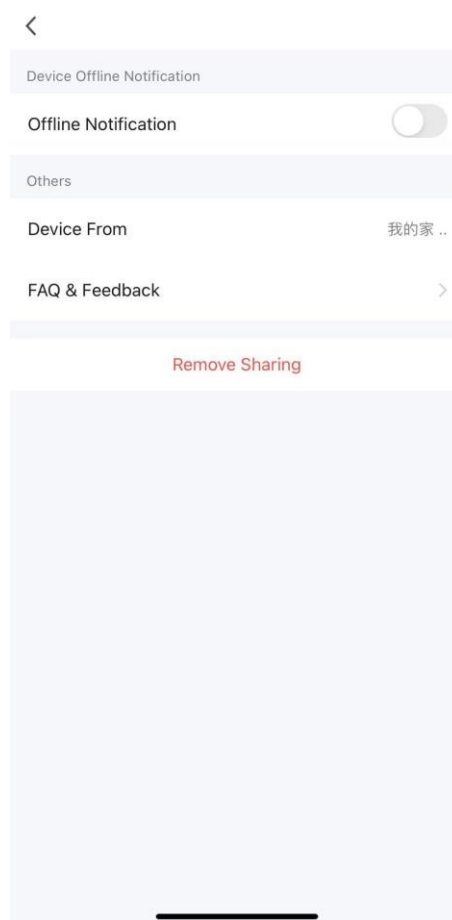 Device Offline Notification
Offline Notification
Others
Device From 我的家 ..
FAQ & Feedback
Remove Sharing